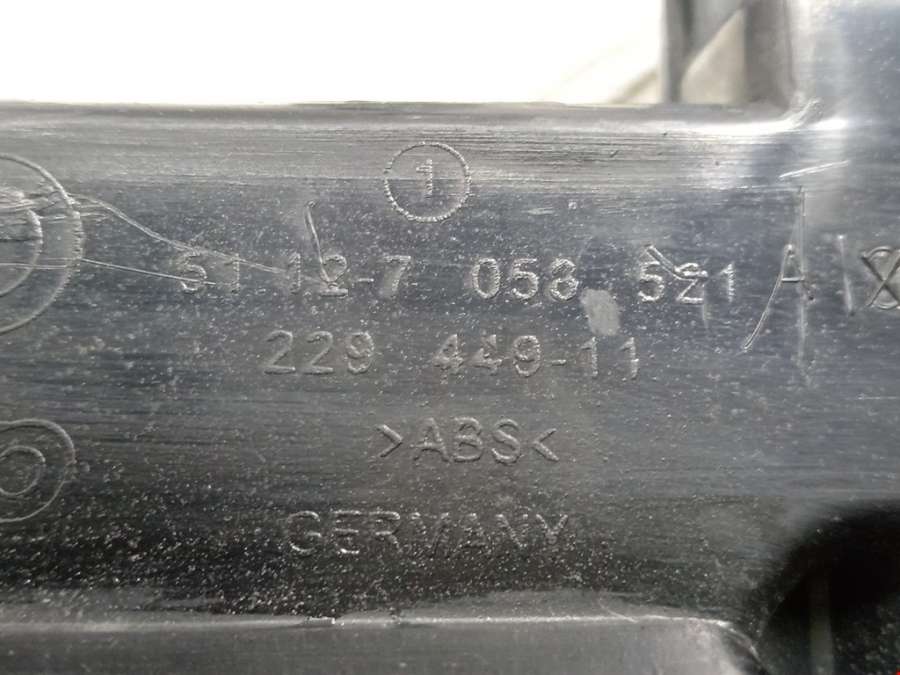 1
51 12-7 058 521
229 449-11
>ABS<
GERMANY